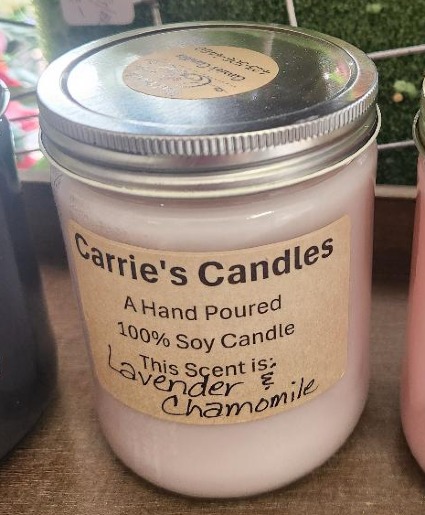 Carrie's Candles
A Hand Poured
100% Soy Candle
This Scent is:
Lavender &
Chamomile